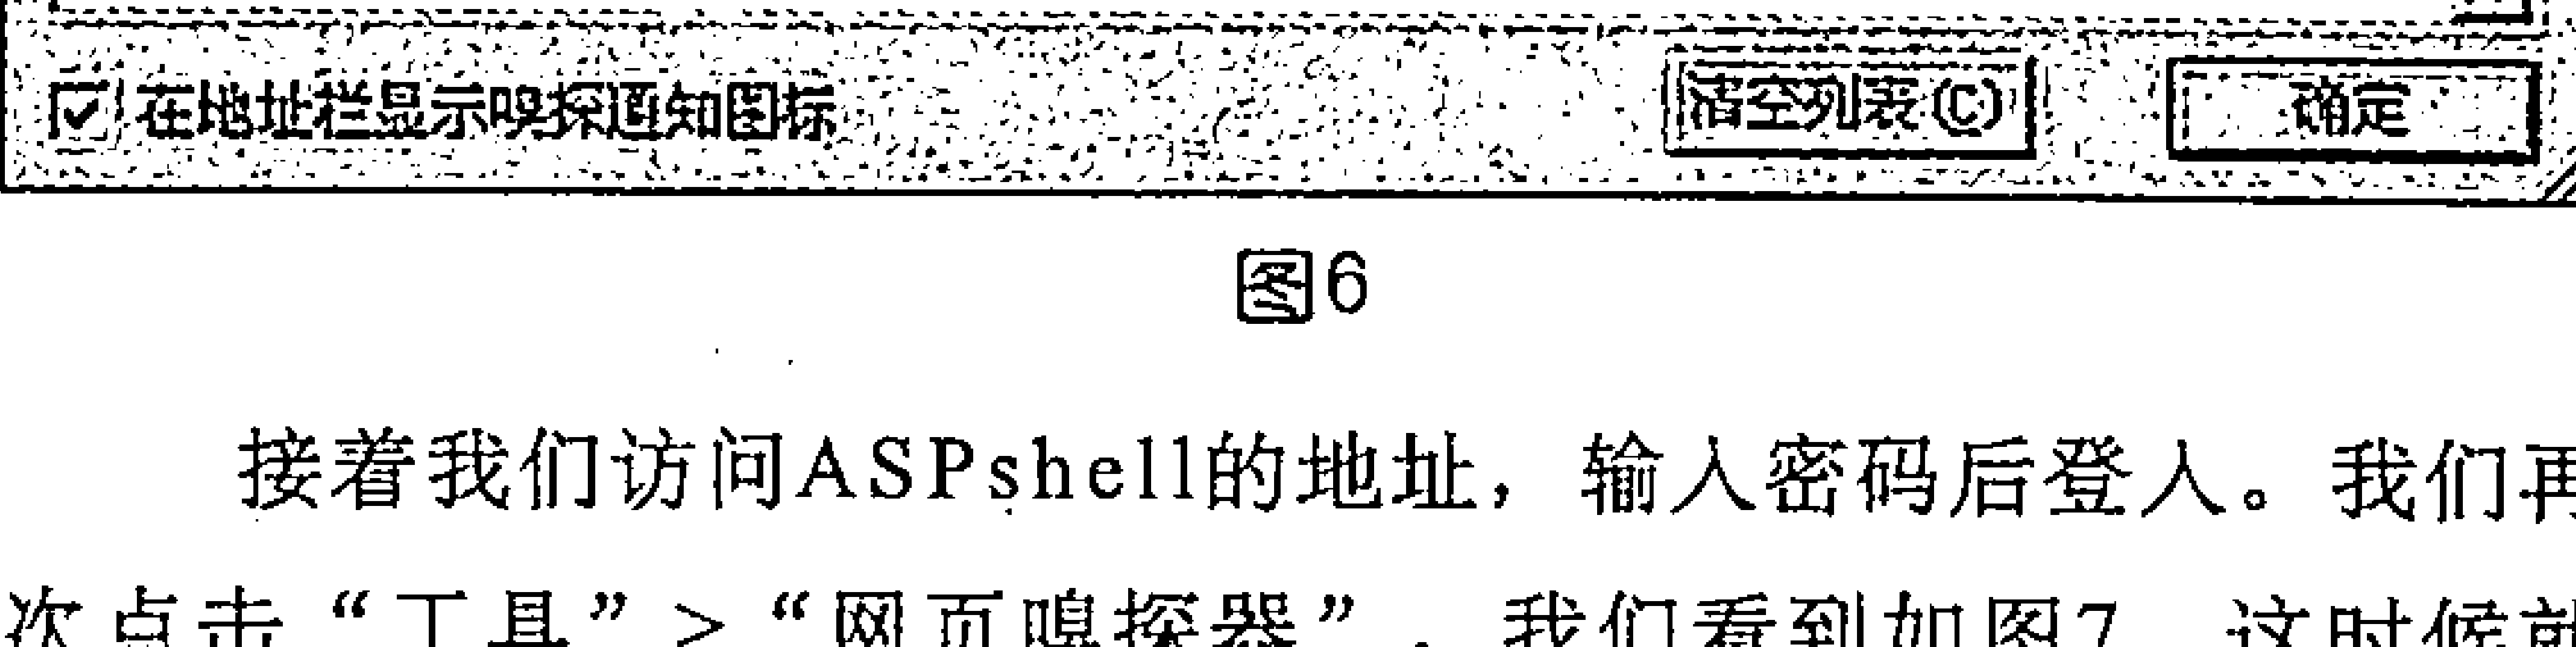 在地址栏显示嗅探通知图标 清空列表(C) 确定
图6
接着我们访问ASPshell的地址，输入密码后登入。我们再
次点击“工具”>“网页嗅探器”，我们看到如图7，这时候就